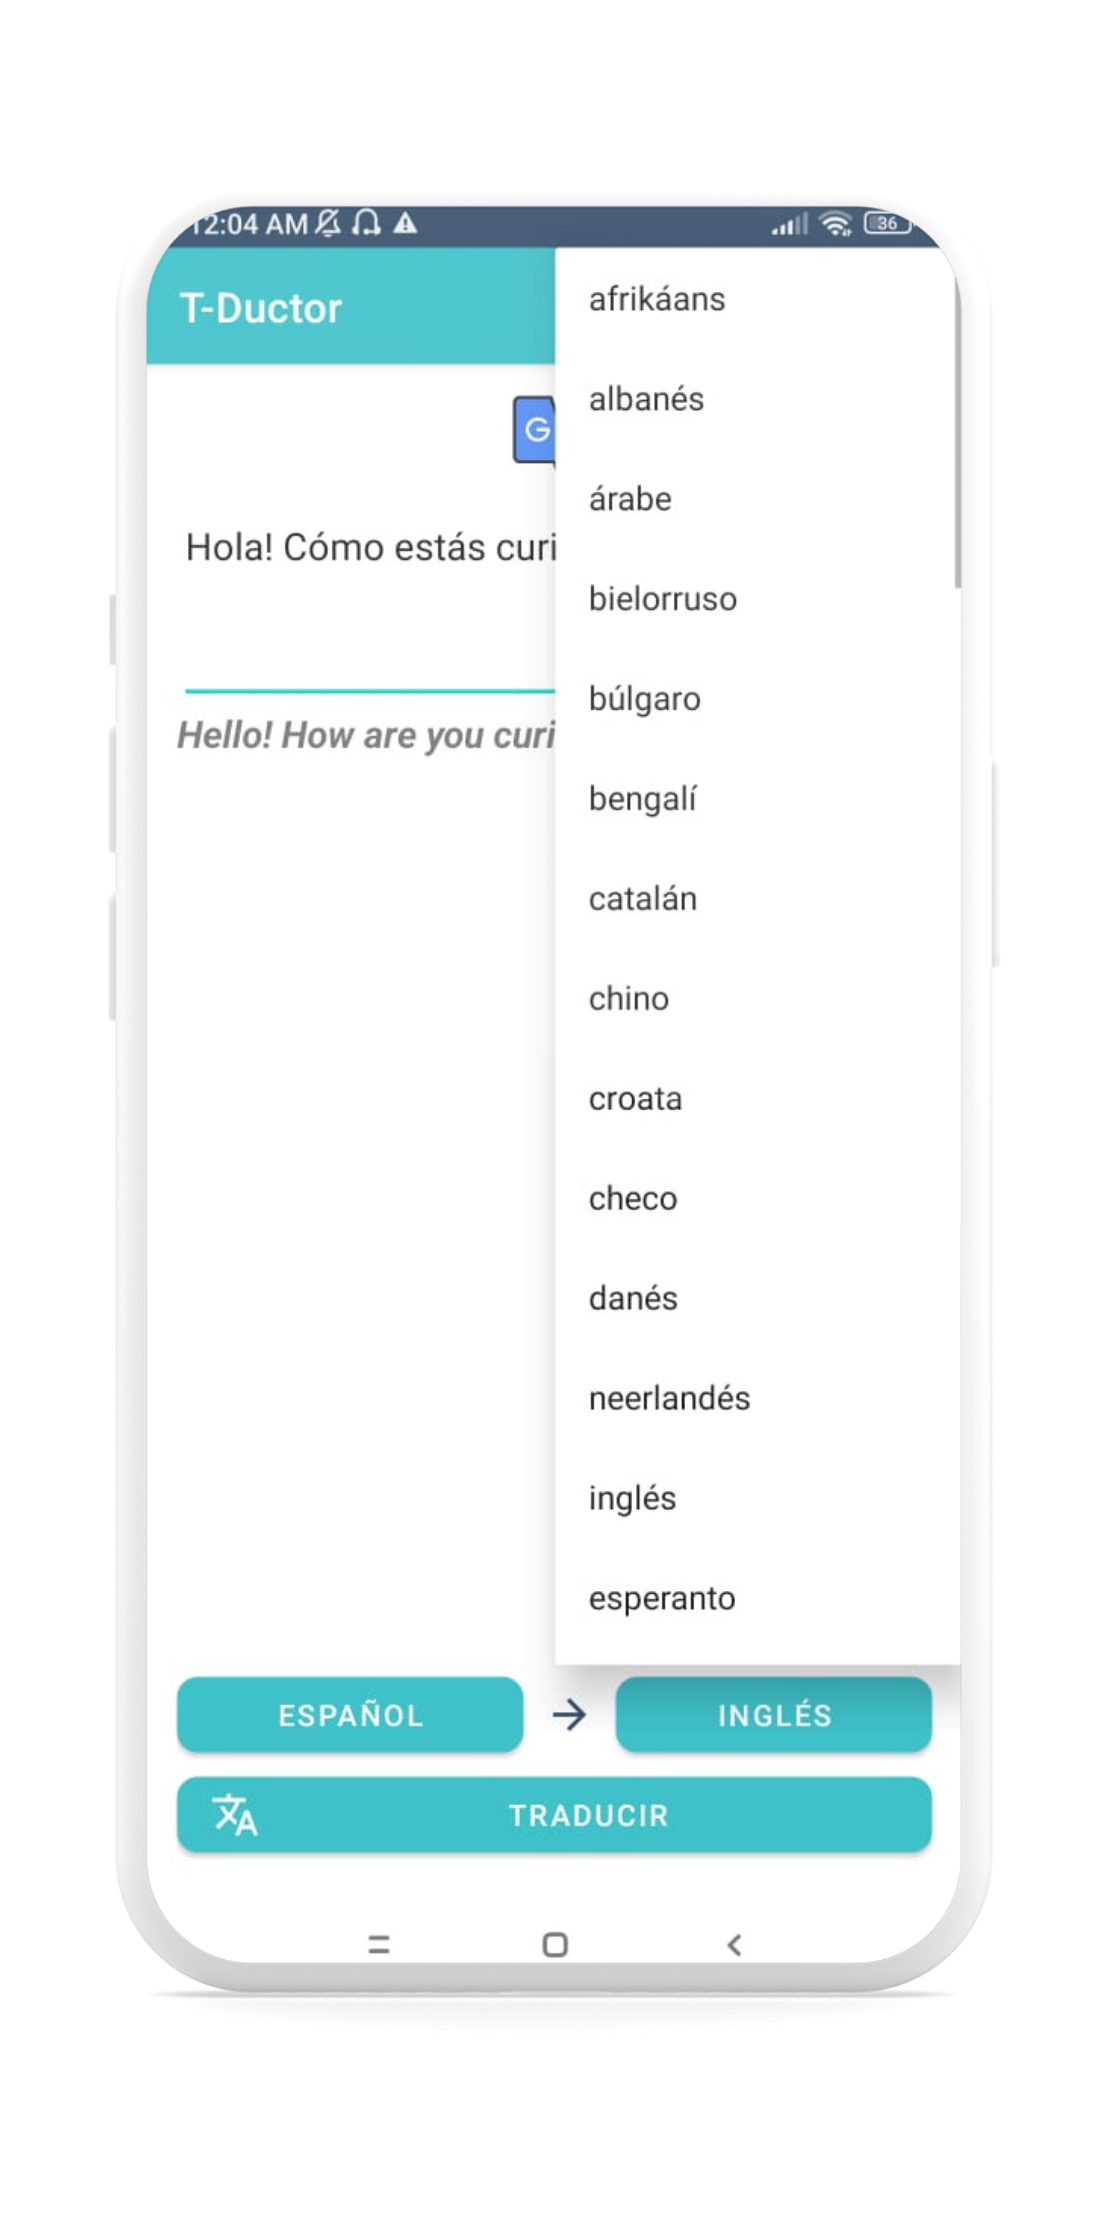 12:04 AM
36
T-Ductor
G
Hola! Cómo estás curi
Hello! How are you curi
afrikáans
albanés
árabe
bielorruso
búlgaro
bengalí
catalán
chino
croata
checo
danés
neerlandés
inglés
esperanto
ESPAÑOL → INGLÉS
TRADUCIR